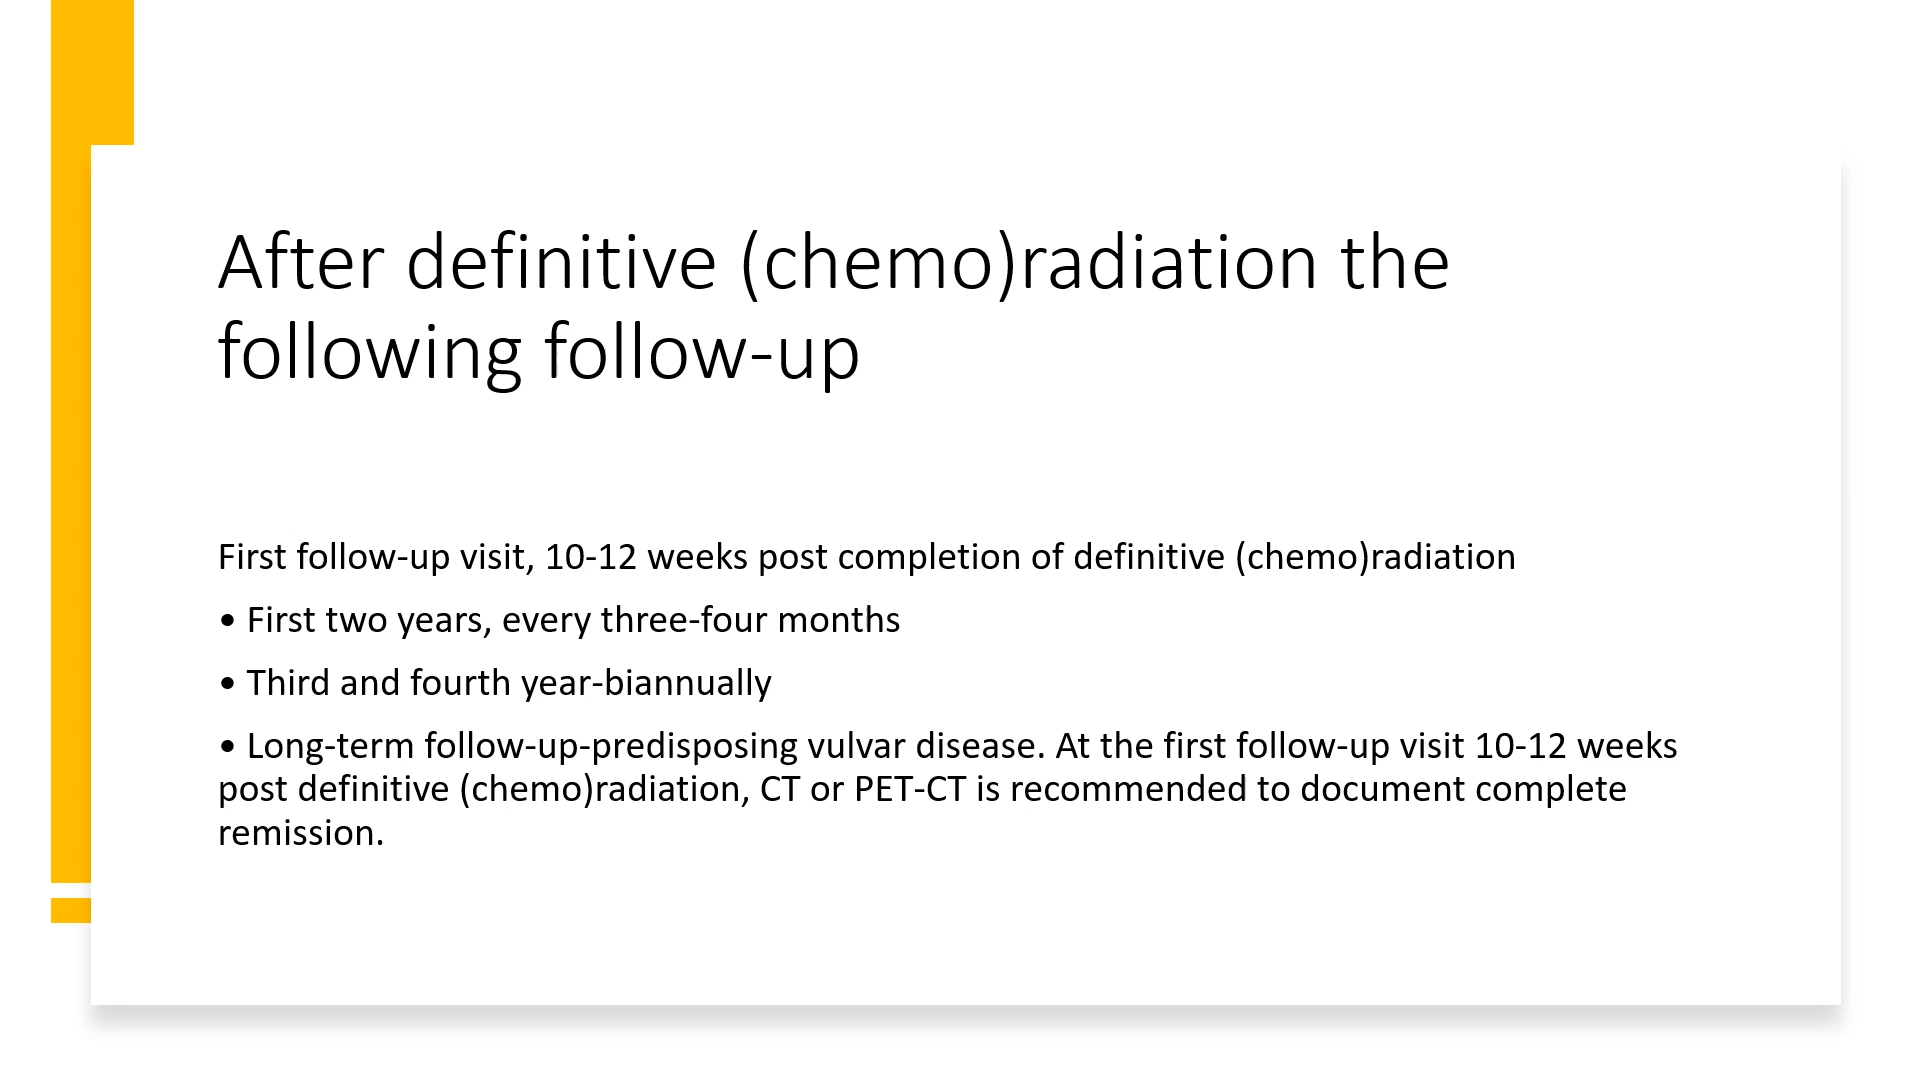 After definitive (chemo)radiation the
following follow-up
First follow-up visit, 10-12 weeks post completion of definitive (chemo)radiation
• First two years, every three-four months
• Third and fourth year-biannually
• Long-term follow-up-predisposing vulvar disease. At the first follow-up visit 10-12 weeks
post definitive (chemo)radiation, CT or PET-CT is recommended to document complete
remission.